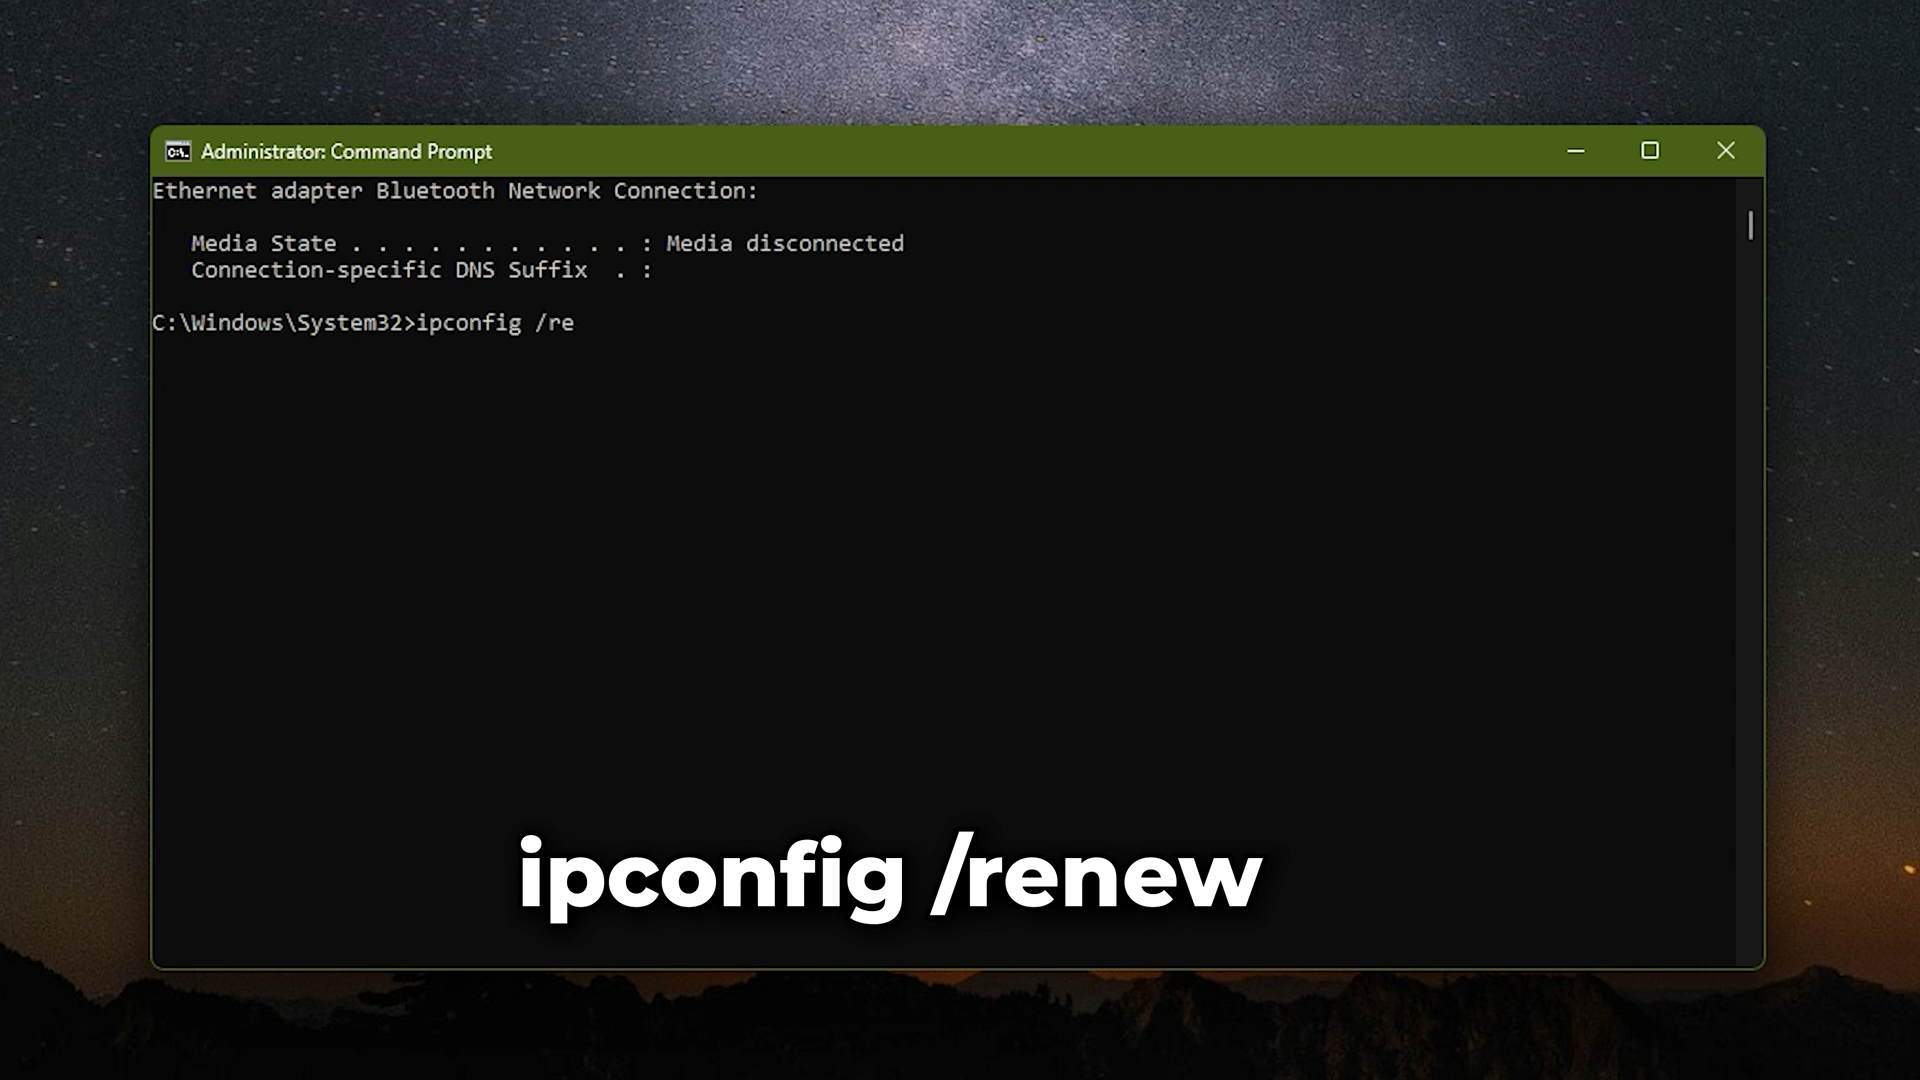 Administrator: Command Prompt
Ethernet adapter Bluetooth Network Connection:
Media State . . . . . . . . . . . : Media disconnected
Connection-specific DNS Suffix  . :
C:\Windows\System32>ipconfig /re
ipconfig /renew